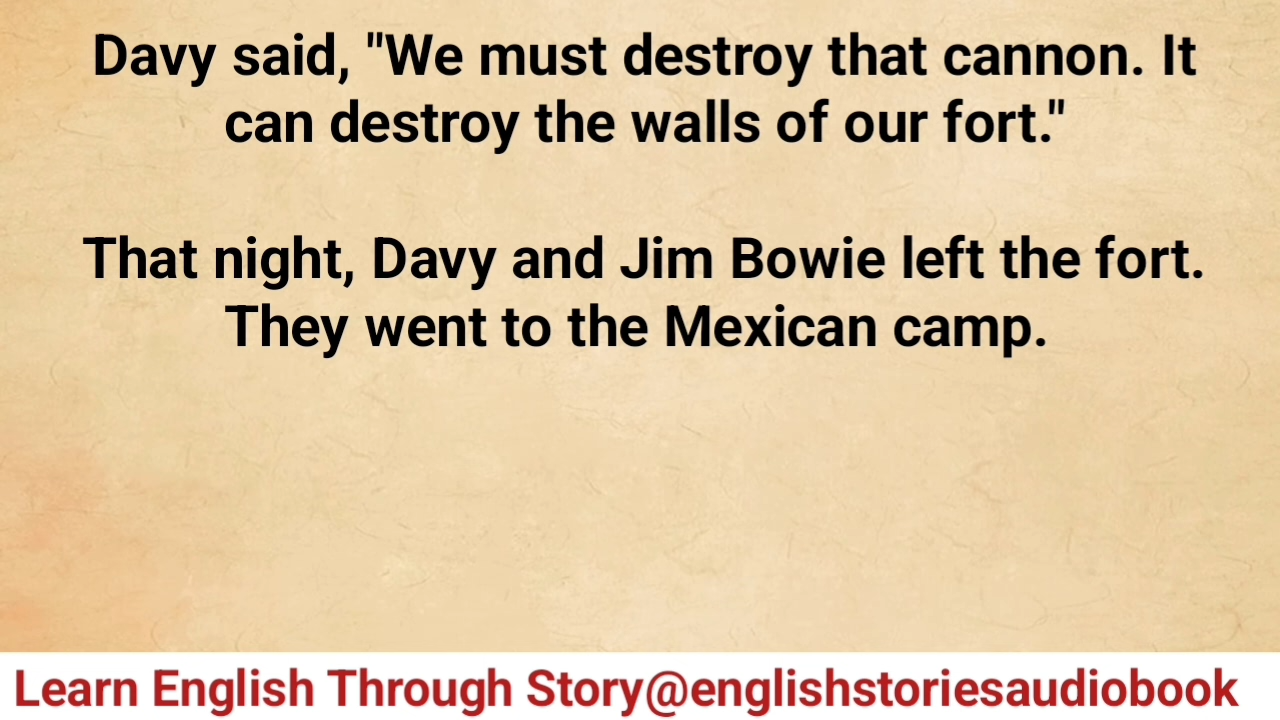 Davy said, "We must destroy that cannon. It
can destroy the walls of our fort."
That night, Davy and Jim Bowie left the fort.
They went to the Mexican camp.
Learn English Through Story@englishstoriesaudiobook